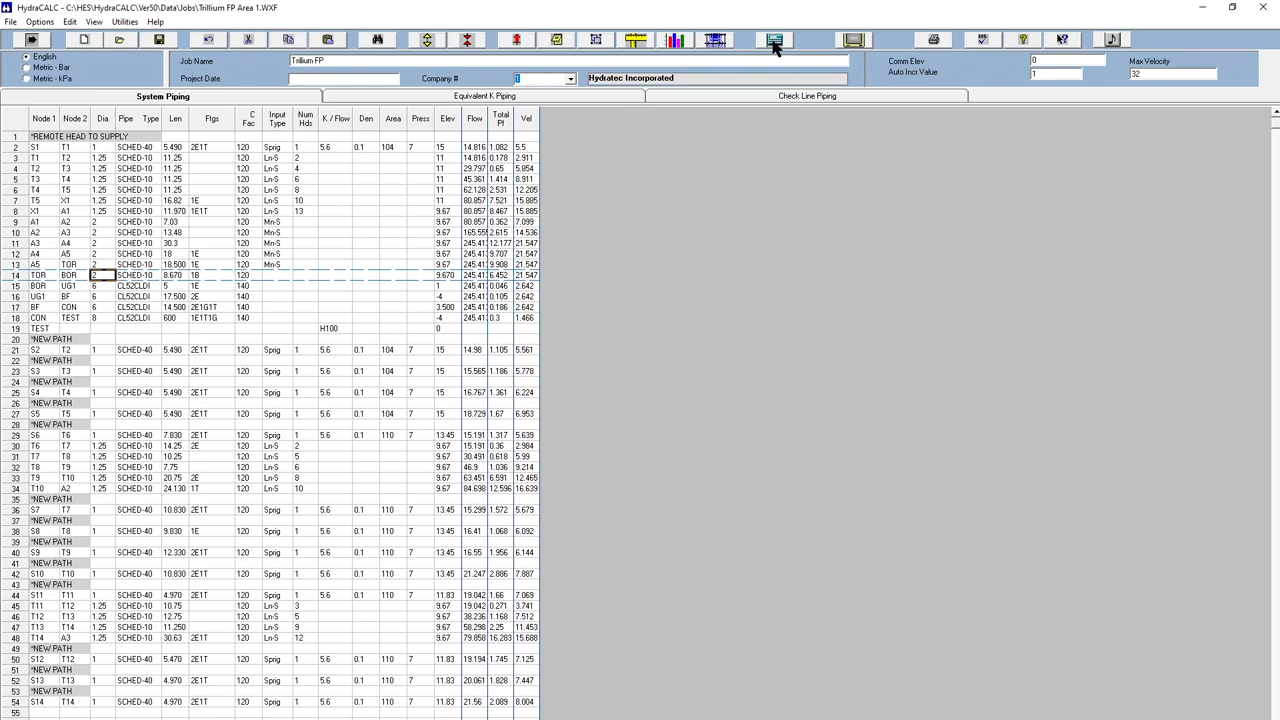 HydraCALC - C:\HES\HydraCALC\Ver50\Data\Jobs\Trillium FP Area 1.WXF
File Options Edit View Utilities Help
English
Metric - Bar
Metric - kPa
Job Name Trillium FP
Project Date Company # 1 Hydratec Incorporated
Comm Elev 0
Auto Incr Value 1
Max Velocity
32
System Piping Equivalent K Piping Check Line Piping
Node 1 Node 2 Dia Pipe Type Len Ftgs C Fac Input Type Num Hds K / Flow Den Area Press Elev Flow Total Pf Vel
1 *REMOTE HEAD TO SUPPLY
2 S1 T1 1 SCHED-40 5.490 2E1T 120 Sprig 1 5.6 0.1 104 7 15 14.816 1.082 5.5
3 T1 T2 1.25 SCHED-10 11.25 120 Ln-S 2 11 14.816 0.178 2.911
4 T2 T3 1.25 SCHED-10 11.25 120 Ln-S 4 11 29.797 0.65 5.854
5 T3 T4 1.25 SCHED-10 11.25 120 Ln-S 6 11 45.361 1.414 8.911
6 T4 T5 1.25 SCHED-10 11.25 120 Ln-S 8 11 62.128 2.531 12.205
7 T5 X1 1.25 SCHED-10 16.82 1E 120 Ln-S 10 11 80.857 7.521 15.885
8 X1 A1 1.25 SCHED-10 11.970 1E1T 120 Ln-S 13 9.67 80.857 8.467 15.885
9 A1 A2 2 SCHED-10 7.03 120 Mn-S 9.67 80.857 0.362 7.099
10 A2 A3 2 SCHED-10 13.48 120 Mn-S 9.67 165.55 2.615 14.536
11 A3 A4 2 SCHED-10 30.3 120 Mn-S 9.67 245.41 12.177 21.547
12 A4 A5 2 SCHED-10 18 1E 120 Mn-S 9.67 245.41 9.707 21.547
13 A5 TOR 2 SCHED-10 18.500 1E 120 Mn-S 9.67 245.41 9.908 21.547
14 TOR BOR 2 SCHED-10 8.670 1B 120 9.670 245.41 6.452 21.547
15 BOR UG1 6 CL52CLDI 5 1E 140 1 245.41 0.046 2.642
16 UG1 BF 6 CL52CLDI 17.500 2E 140 -4 245.41 0.105 2.642
17 BF CON 6 CL52CLDI 14.500 2E1G1T 140 3.500 245.41 0.186 2.642
18 CON TEST 8 CL52CLDI 600 1E1T1G 140 -4 245.41 0.3 1.466
19 TEST H100 0
20 *NEW PATH
21 S2 T2 1 SCHED-40 5.490 2E1T 120 Sprig 1 5.6 0.1 104 7 15 14.98 1.105 5.561
22 *NEW PATH
23 S3 T3 1 SCHED-40 5.490 2E1T 120 Sprig 1 5.6 0.1 104 7 15 15.565 1.186 5.778
24 *NEW PATH
25 S4 T4 1 SCHED-40 5.490 2E1T 120 Sprig 1 5.6 0.1 104 7 15 16.767 1.361 6.224
26 *NEW PATH
27 S5 T5 1 SCHED-40 5.490 2E1T 120 Sprig 1 5.6 0.1 104 7 15 18.729 1.67 6.953
28 *NEW PATH
29 S6 T6 1 SCHED-40 7.830 2E1T 120 Sprig 1 5.6 0.1 110 7 13.45 15.191 1.317 5.639
30 T6 T7 1.25 SCHED-10 14.25 2E 120 Ln-S 2 9.67 15.191 0.36 2.984
31 T7 T8 1.25 SCHED-10 10.25 120 Ln-S 5 9.67 30.491 0.618 5.99
32 T8 T9 1.25 SCHED-10 7.75 120 Ln-S 6 9.67 46.9 1.036 9.214
33 T9 T10 1.25 SCHED-10 20.75 2E 120 Ln-S 8 9.67 63.451 6.591 12.465
34 T10 A2 1.25 SCHED-10 24.130 1T 120 Ln-S 10 9.67 84.698 12.596 16.639
35 *NEW PATH
36 S7 T7 1 SCHED-40 10.830 2E1T 120 Sprig 1 5.6 0.1 110 7 13.45 15.299 1.572 5.679
37 *NEW PATH
38 S8 T8 1 SCHED-40 9.830 1E 120 Sprig 1 5.6 0.1 110 7 13.45 16.41 1.068 6.092
39 *NEW PATH
40 S9 T9 1 SCHED-40 12.330 2E1T 120 Sprig 1 5.6 0.1 110 7 13.45 16.55 1.956 6.144
41 *NEW PATH
42 S10 T10 1 SCHED-40 10.830 2E1T 120 Sprig 1 5.6 0.1 110 7 13.45 21.247 2.886 7.887
43 *NEW PATH
44 S11 T11 1 SCHED-40 4.970 2E1T 120 Sprig 1 5.6 0.1 110 7 11.83 19.042 1.66 7.069
45 T11 T12 1.25 SCHED-10 10.75 120 Ln-S 3 9.67 19.042 0.271 3.741
46 T12 T13 1.25 SCHED-10 12.75 120 Ln-S 5 9.67 38.236 1.168 7.512
47 T13 T14 1.25 SCHED-10 11.250 120 Ln-S 9 9.67 58.298 2.25 11.453
48 T14 A3 1.25 SCHED-10 30.63 2E1T 120 Ln-S 12 9.67 79.858 16.283 15.688
49 *NEW PATH
50 S12 T12 1 SCHED-40 5.470 2E1T 120 Sprig 1 5.6 0.1 110 7 11.83 19.194 1.745 7.125
51 *NEW PATH
52 S13 T13 1 SCHED-40 4.970 2E1T 120 Sprig 1 5.6 0.1 110 7 11.83 20.061 1.828 7.447
53 *NEW PATH
54 S14 T14 1 SCHED-40 4.970 2E1T 120 Sprig 1 5.6 0.1 110 7 11.83 21.56 2.089 8.004
55